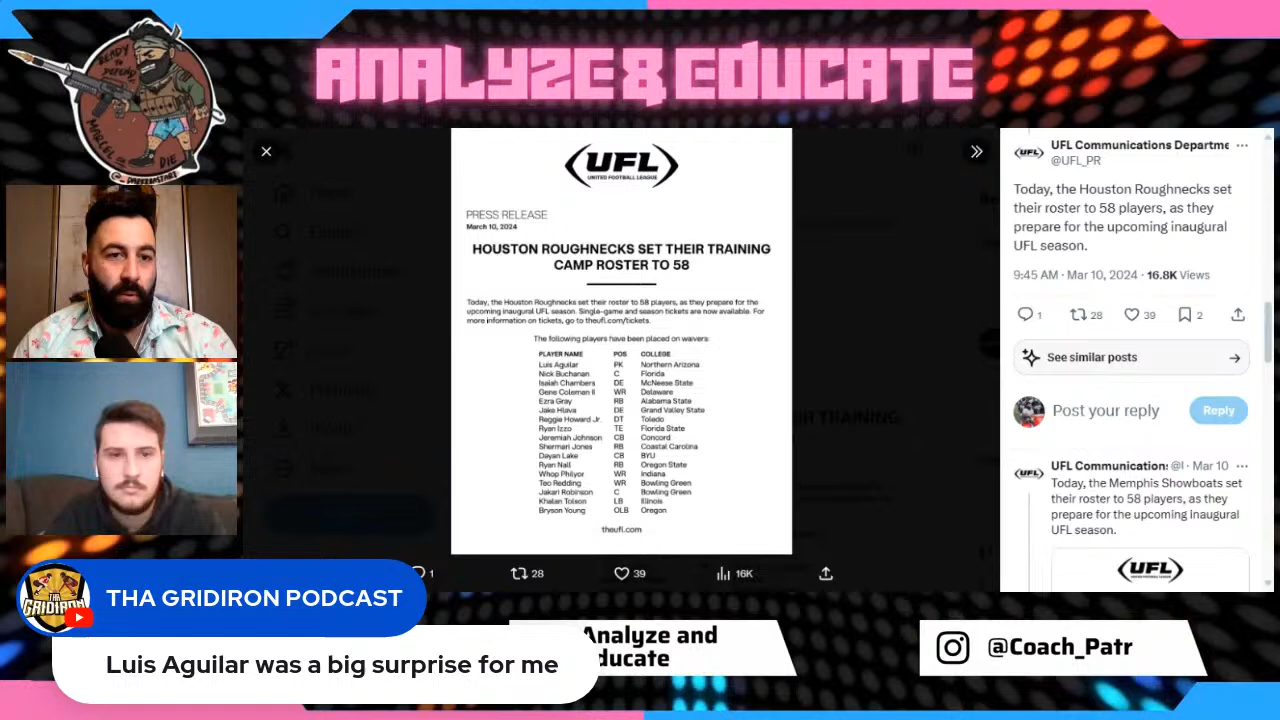 ANALYZE & EDUCATE
READY TO DEFEND
DIE
UFL
UNITED FOOTBALL LEAGUE
PRESS RELEASE
March 10, 2024
HOUSTON ROUGHNECKS SET THEIR TRAINING
CAMP ROSTER TO 58
Today, the Houston Roughnecks set their roster to 58 players, as they prepare for the
upcoming inaugural UFL season. Single-game and season tickets are now available. For
more information on tickets, go to theufl.com/tickets.
The following players have been placed on waivers:
PLAYER NAME POS COLLEGE
Luis Aguilar PK Northern Arizona
Nick Buchanan C Florida
Isaiah Chambers DE McNeese State
Gene Coleman II WR Delaware
Ezra Gray RB Alabama State
Jake Hlava DE Grand Valley State
Reggie Howard Jr. DT Toledo
Ryan Izzo TE Florida State
Jeremiah Johnson CB Concord
Shermari Jones RB Coastal Carolina
Dayan Lake CB BYU
Ryan Nall RB Oregon State
Whop Philyor WR Indiana
Teo Redding WR Bowling Green
Jakari Robinson C Bowling Green
Khalan Tolson LB Illinois
Bryson Young OLB Oregon
theufl.com
1 28 39 16K
UFL
UFL Communications Departme ...
@UFL_PR
Today, the Houston Roughnecks set
their roster to 58 players, as they
prepare for the upcoming inaugural
UFL season.
9:45 AM · Mar 10, 2024 · 16.8K Views
1 28 39 2
See similar posts
Post your reply Reply
UFL
UFL Communications @l · Mar 10 ...
Today, the Memphis Showboats set
their roster to 58 players, as they
prepare for the upcoming inaugural
UFL season.
UFL
THA GRIDIRON
THA GRIDIRON PODCAST
Luis Aguilar was a big surprise for me
Analyze and
ducate
@Coach_Patr